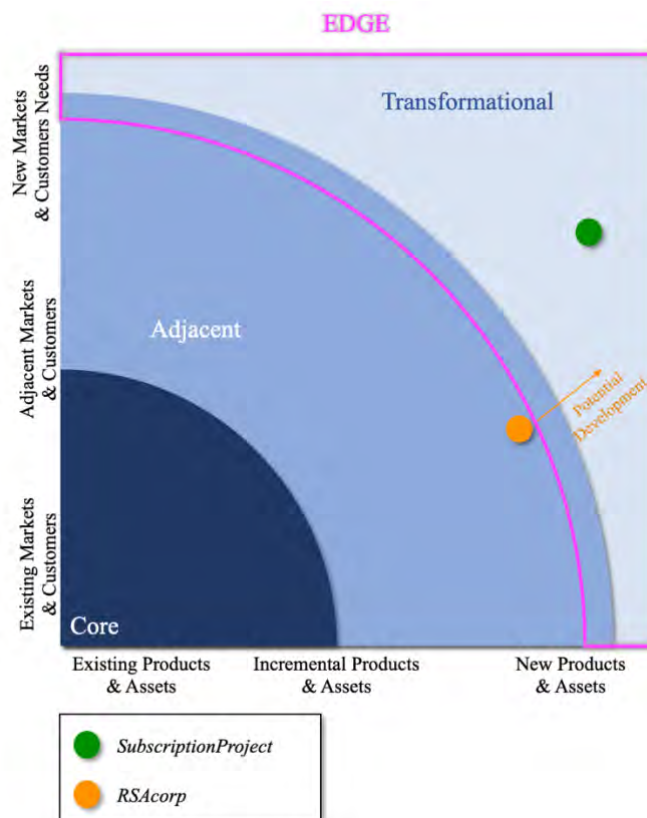 EDGE
New Markets
& Customers Needs
Transformational
Adjacent Markets
& Customers
Adjacent
Potential
Development
Existing Markets
& Customers
Core
Existing Products
& Assets
Incremental Products
& Assets
New Products
& Assets
SubscriptionProject
RSAcorp